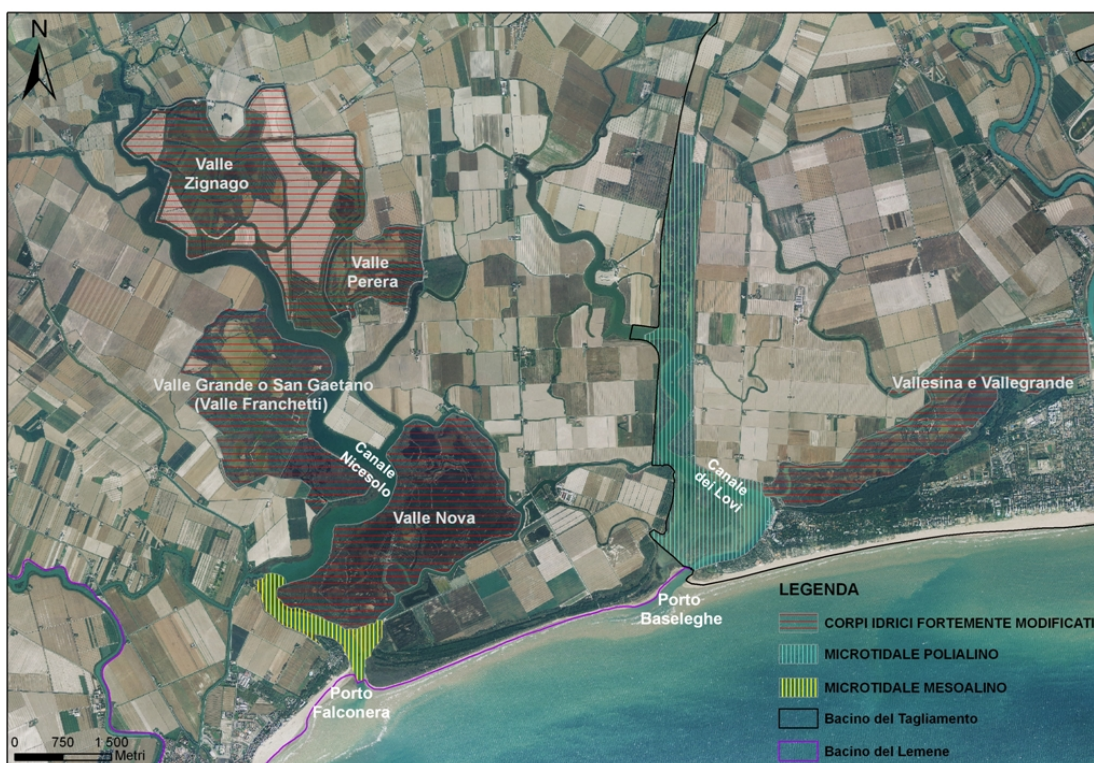 N
Valle
Zignago
Valle
Perera
Valle Grande o San Gaetano
(Valle Franchetti)
Canale
Nicesolo
Valle Nova
Canale
dei Lovi
Vallesina e Vallegrande
Porto
Baseleghe
Porto
Falconera
LEGENDA
CORPI IDRICI FORTEMENTE MODIFICATI
MICROTIDALE POLIALINO
MICROTIDALE MESOALINO
Bacino del Tagliamento
Bacino del Lemene
0 750 1 500
Metri